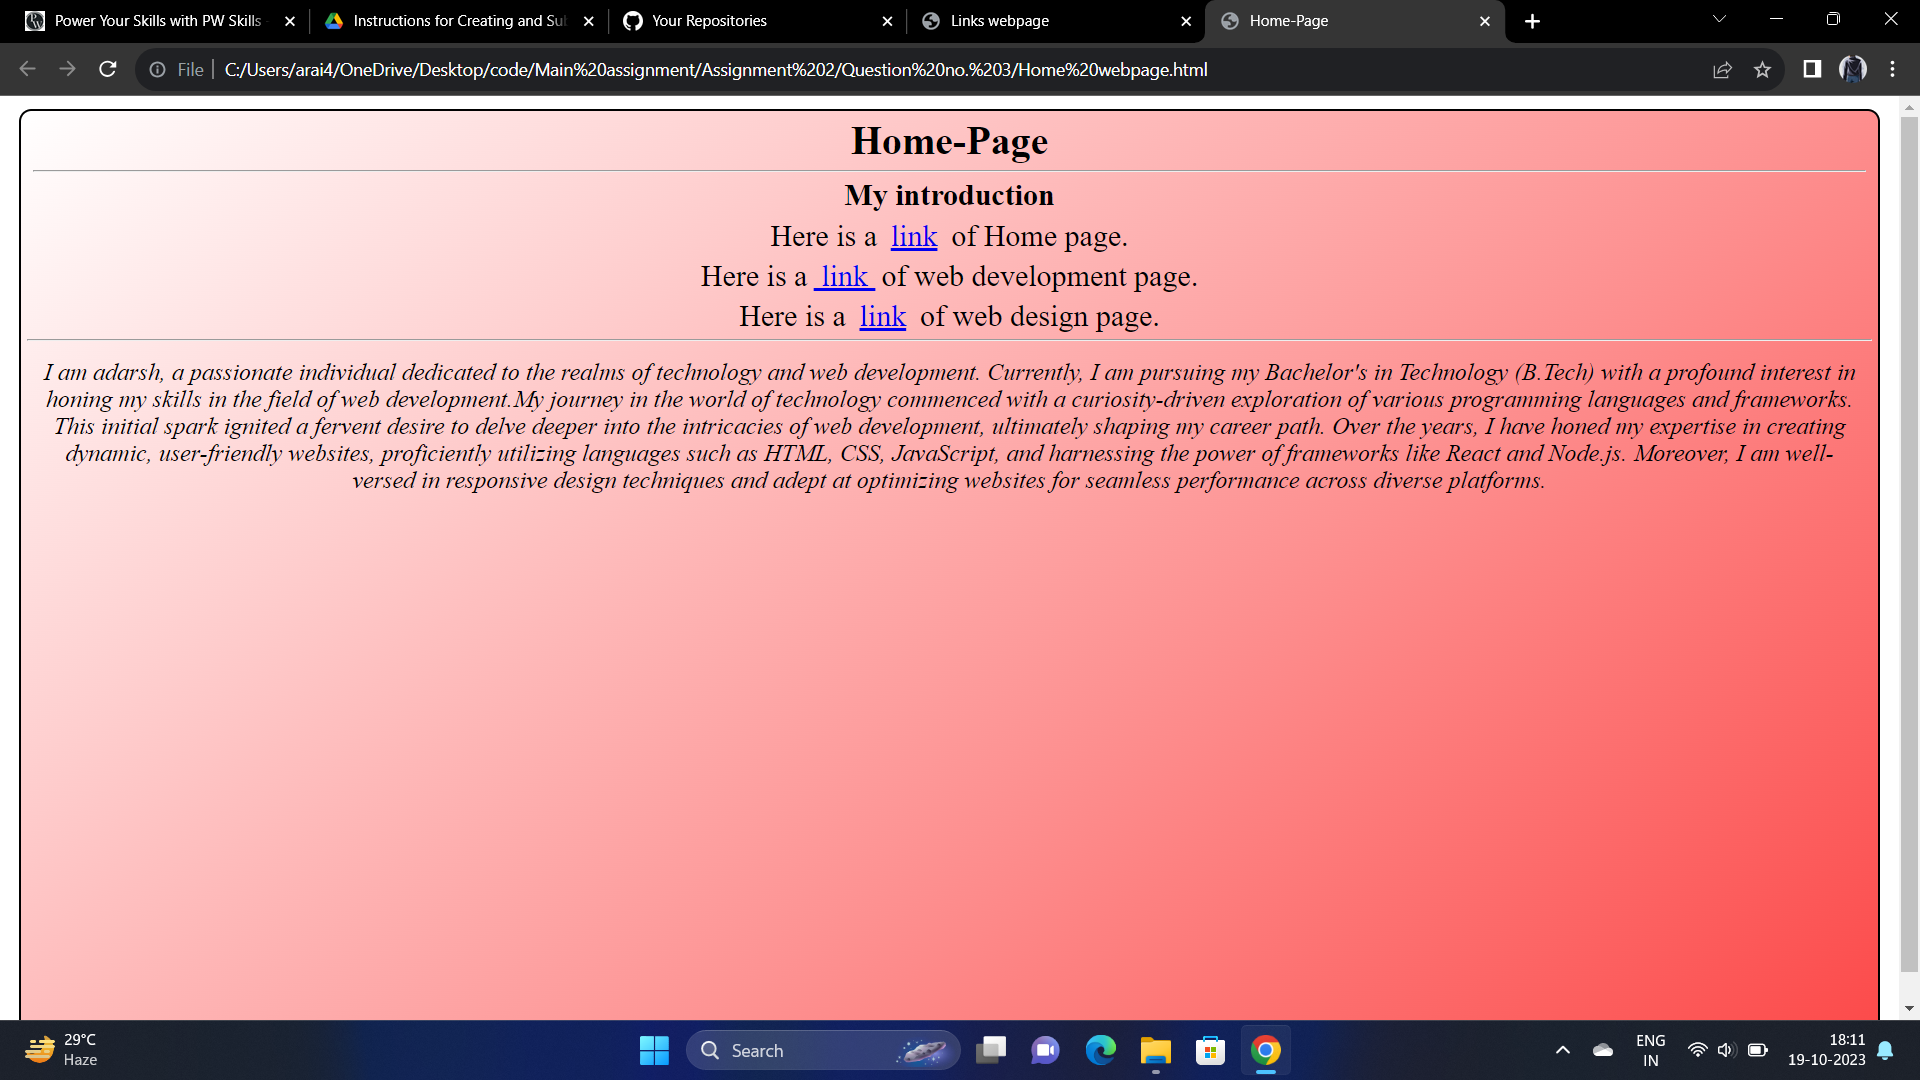 Power Your Skills with PW Skills
Instructions for Creating and Sub
Your Repositories
Links webpage
Home-Page
File
C:/Users/arai4/OneDrive/Desktop/code/Main%20assignment/Assignment%202/Question%20no.%203/Home%20webpage.html
Home-Page
My introduction
Here is a link of Home page.
Here is a link of web development page.
Here is a link of web design page.
I am adarsh, a passionate individual dedicated to the realms of technology and web development. Currently, I am pursuing my Bachelor's in Technology (B.Tech) with a profound interest in
honing my skills in the field of web development.My journey in the world of technology commenced with a curiosity-driven exploration of various programming languages and frameworks.
This initial spark ignited a fervent desire to delve deeper into the intricacies of web development, ultimately shaping my career path. Over the years, I have honed my expertise in creating
dynamic, user-friendly websites, proficiently utilizing languages such as HTML, CSS, JavaScript, and harnessing the power of frameworks like React and Node.js. Moreover, I am well-
versed in responsive design techniques and adept at optimizing websites for seamless performance across diverse platforms.
29°C
Haze
Search
ENG
IN
18:11
19-10-2023